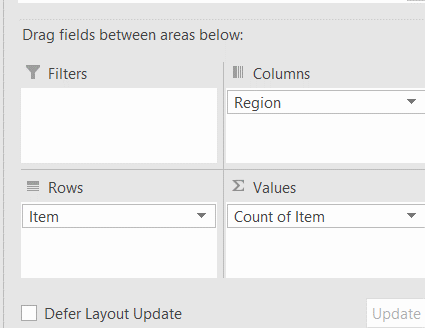 Drag fields between areas below:
Filters
Columns
Region
Rows
Values
Item
Count of Item
Defer Layout Update
Update